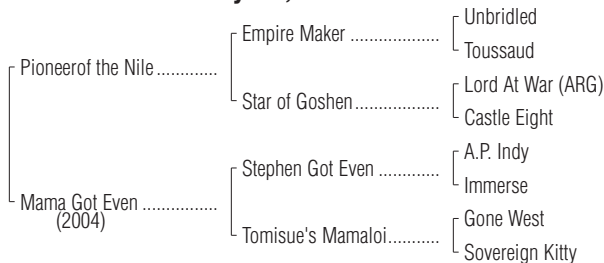 Unbridled
Empire Maker ..................
Toussaud
Pioneerof the Nile.............
Lord At War (ARG)
Star of Goshen.................
Castle Eight
A.P. Indy
Stephen Got Even .............
Immerse
Mama Got Even ................
(2004)
Gone West
Tomisue's Mamaloi...........
Sovereign Kitty